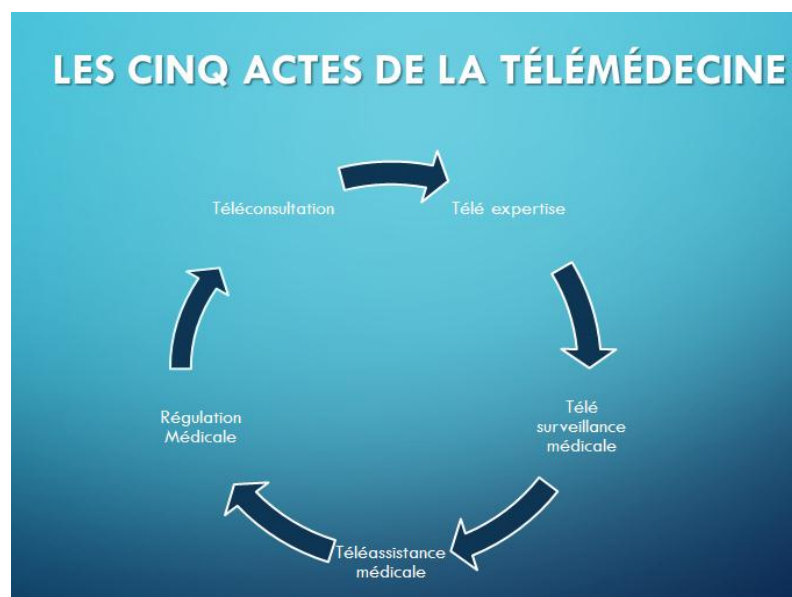 LES CINQ ACTES DE LA TÉLÉMÉDECINE
Téléconsultation
Télé expertise
Télé
surveillance
médicale
Téléassistance
médicale
Régulation
Médicale